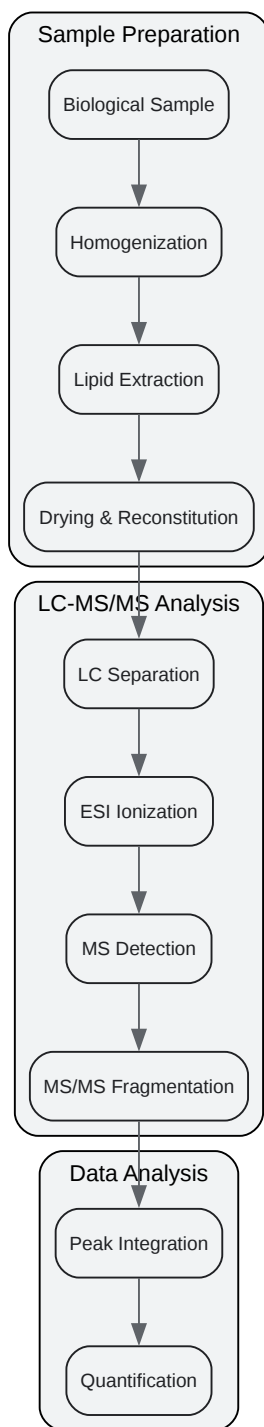 Sample Preparation
Biological Sample
Homogenization
Lipid Extraction
Drying & Reconstitution
LC-MS/MS Analysis
LC Separation
ESI Ionization
MS Detection
MS/MS Fragmentation
Data Analysis
Peak Integration
Quantification